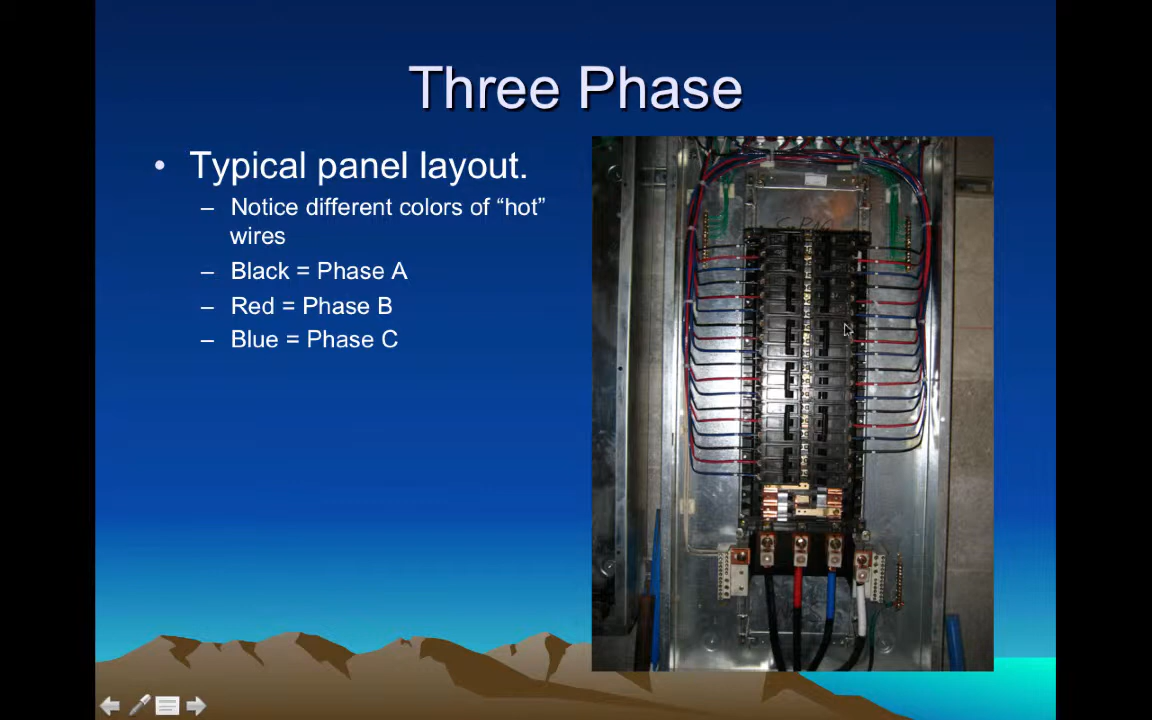 Three Phase
• Typical panel layout.
– Notice different colors of “hot”
wires
– Black = Phase A
– Red = Phase B
– Blue = Phase C